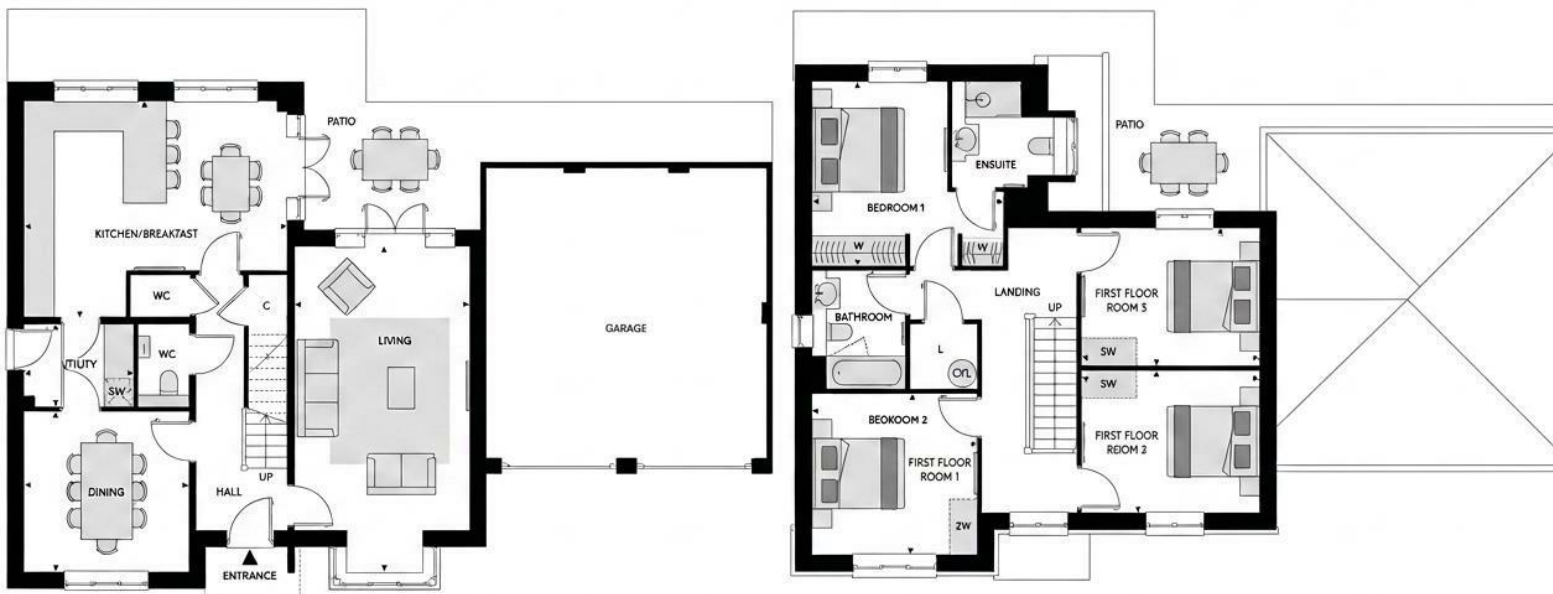 PATIO
KITCHEN/BREAKFAST
WC
C
LIVING
GARAGE
WC
TIUTY
SW
DINING
HALL
UP
ENTRANCE
PATIO
ENSUITE
BEDROOM 1
W
W
LANDING
UP
FIRST FLOOR
ROOM 3
BATHROOM
L
SW
SW
BEOKOOM 2
FIRST FLOOR
ROOM 1
FIRST FLOOR
REIOM 2
2W